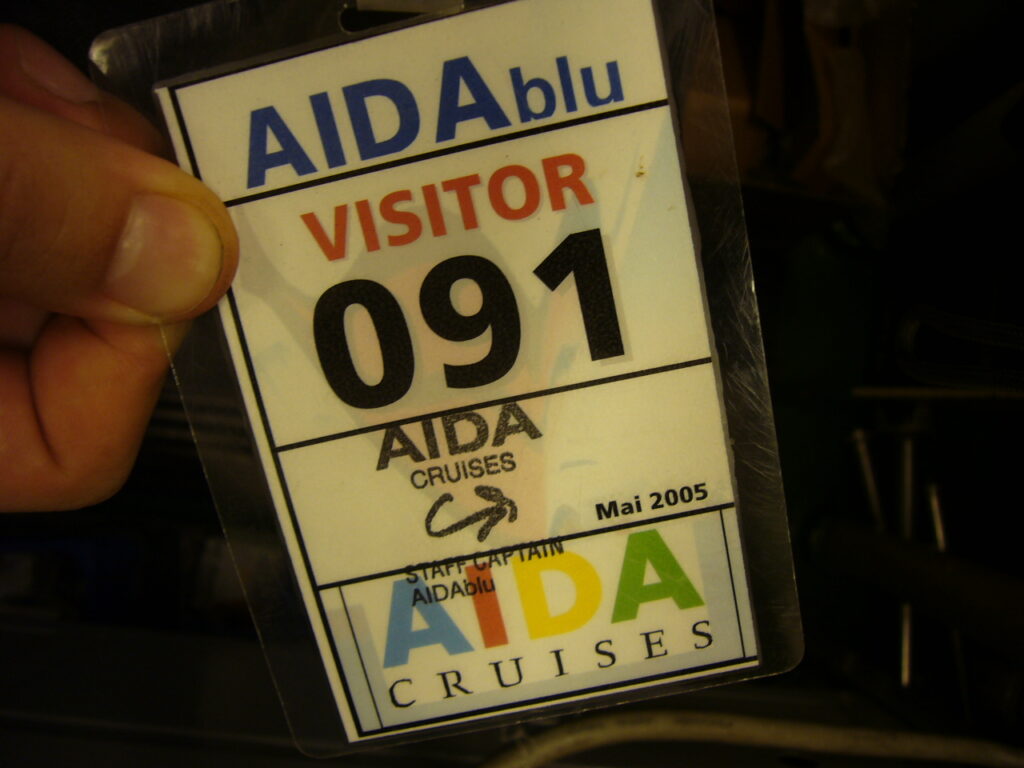 AIDAblu
VISITOR
091
AIDA
CRUISES
Mai 2005
STAFF CAPTAIN
AIDAblu
AIDA
CRUISES